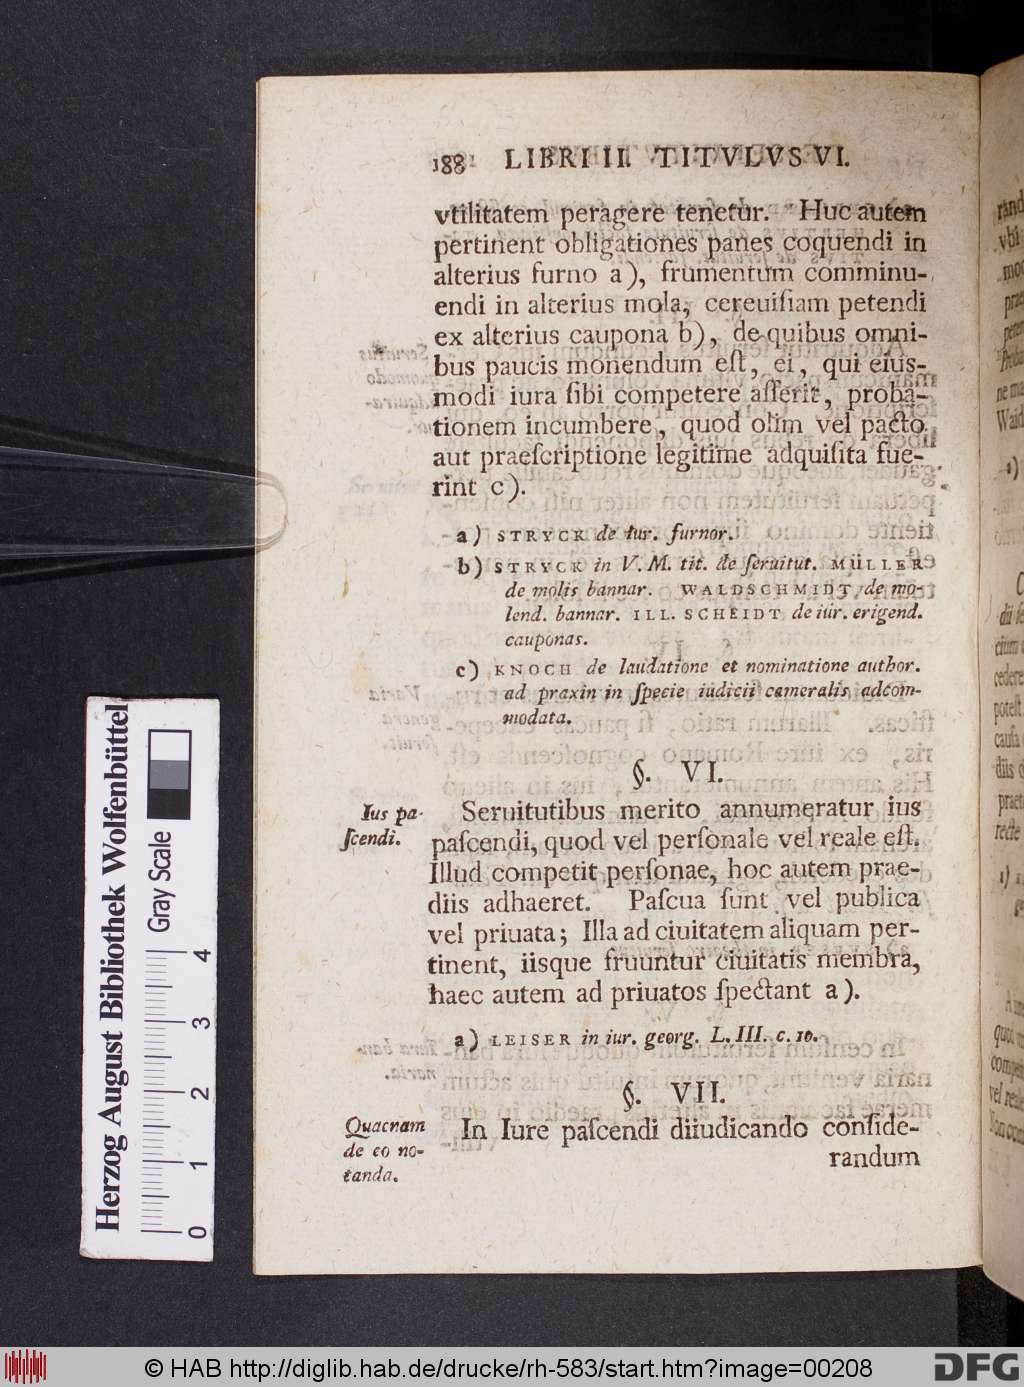 188 LIBRI II. TITVLVS VI.
vtilitatem peragere tenetur. Huc autem
pertinent obligationes panes coquendi in
alterius furno a), frumentum comminu-
endi in alterius mola, cereuiſiam petendi
ex alterius caupona b), de quibus omni-
bus paucis monendum eſt, ei, qui eius-
modi iura ſibi competere aſſerit, proba-
tionem incumbere, quod olim vel pacto
aut praeſcriptione legitime adquiſita fue-
rint c).
a) STRYCK de iur. furnor.
b) STRYCK in V. M. tit. de ſeruitut. MÜLLER
de molis bannar. WALDSCHMIDT de mo-
lend. bannar. ILL. SCHEIDT de iur. erigend.
cauponas.
c) KNOCH de laudatione et nominatione author.
ad praxin in ſpecie iudicii cameralis adcom-
modata.
§. VI.
Ius pa-
ſcendi.
Seruitutibus merito annumeratur ius
paſcendi, quod vel perſonale vel reale eſt.
Illud competit perſonae, hoc autem prae-
diis adhaeret. Paſcua ſunt vel publica
vel priuata; Illa ad ciuitatem aliquam per-
tinent, iisque fruuntur ciuitatis membra,
haec autem ad priuatos ſpectant a).
a) LEISER in iur. georg. L. III. c. 10.
§. VII.
Quaenam
de eo no-
tanda.
In Iure paſcendi diiudicando conſide-
randum
Herzog August Bibliothek Wolfenbüttel
Gray Scale
0 1 2 3 4
© HAB http://diglib.hab.de/drucke/rh-583/start.htm?image=00208
DFG